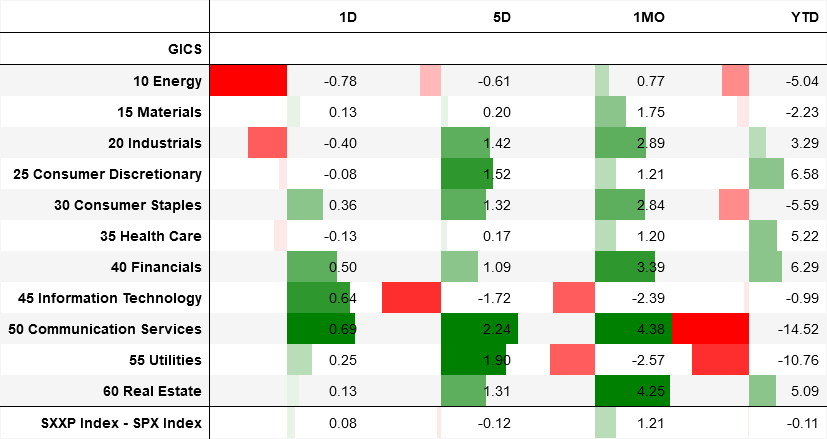 1D 5D 1MO YTD
GICS
10 Energy -0.78 -0.61 0.77 -5.04
15 Materials 0.13 0.20 1.75 -2.23
20 Industrials -0.40 1.42 2.89 3.29
25 Consumer Discretionary -0.08 1.52 1.21 6.58
30 Consumer Staples 0.36 1.32 2.84 -5.59
35 Health Care -0.13 0.17 1.20 5.22
40 Financials 0.50 1.09 3.39 6.29
45 Information Technology 0.64 -1.72 -2.39 -0.99
50 Communication Services 0.69 2.24 4.38 -14.52
55 Utilities 0.25 1.90 -2.57 -10.76
60 Real Estate 0.13 1.31 4.25 5.09
SXXP Index - SPX Index 0.08 -0.12 1.21 -0.11